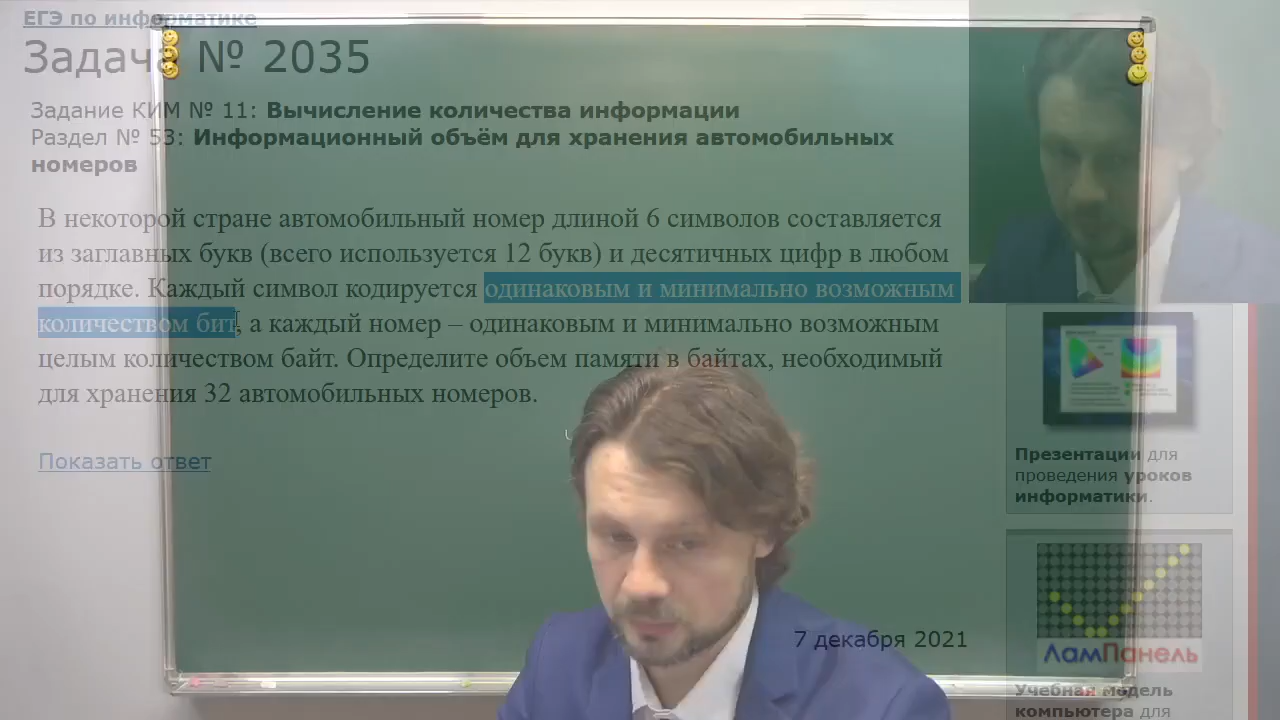 ЕГЭ по информатике
Задача № 2035
Задание КИМ № 11: Вычисление количества информации
Раздел № 53: Информационный объём для хранения автомобильных
номеров
В некоторой стране автомобильный номер длиной 6 символов составляется
из заглавных букв (всего используется 12 букв) и десятичных цифр в любом
порядке. Каждый символ кодируется одинаковым и минимально возможным
количеством бит, а каждый номер – одинаковым и минимально возможным
целым количеством байт. Определите объем памяти в байтах, необходимый
для хранения 32 автомобильных номеров.
Показать ответ
Презентации для
проведения уроков
информатики.
ЛамПанель
Учебная модель
компьютера для
7 декабря 2021